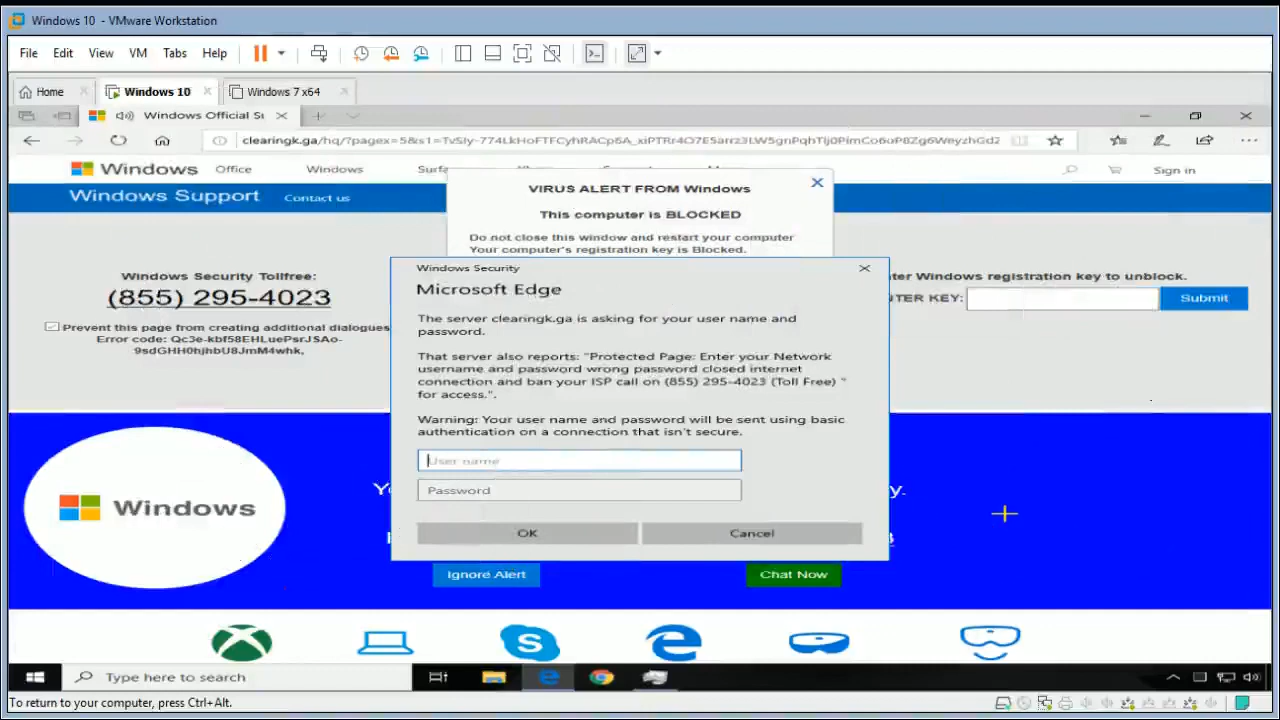 Windows 10 - VMware Workstation
File Edit View VM Tabs Help
Home Windows 10 Windows 7 x64
Windows Official
clearingk.ga/hq/?pagex=5&s1=
Windows Office Windows Sign in
Windows Support Contact us
VIRUS ALERT FROM Windows
This computer is BLOCKED
Do not close this window and restart your computer
Your computer's registration key is Blocked.
Windows Security Tollfree:
(855) 295-4023
Prevent this page from creating additional dialogues
Error code:
Windows registration key to unblock.
KEY:
Submit
Windows Security
Microsoft Edge
The server clearingk.ga is asking for your user name and
password.
That server also reports: "Protected Page: Enter your Network
username and password wrong password closed internet
connection and ban your ISP call on (855) 295-4023 (Toll Free) "
for access.".
Warning: Your user name and password will be sent using basic
authentication on a connection that isn't secure.
User name
Password
OK Cancel
Windows
Ignore Alert Chat Now
Type here to search
To return to your computer, press Ctrl+Alt.